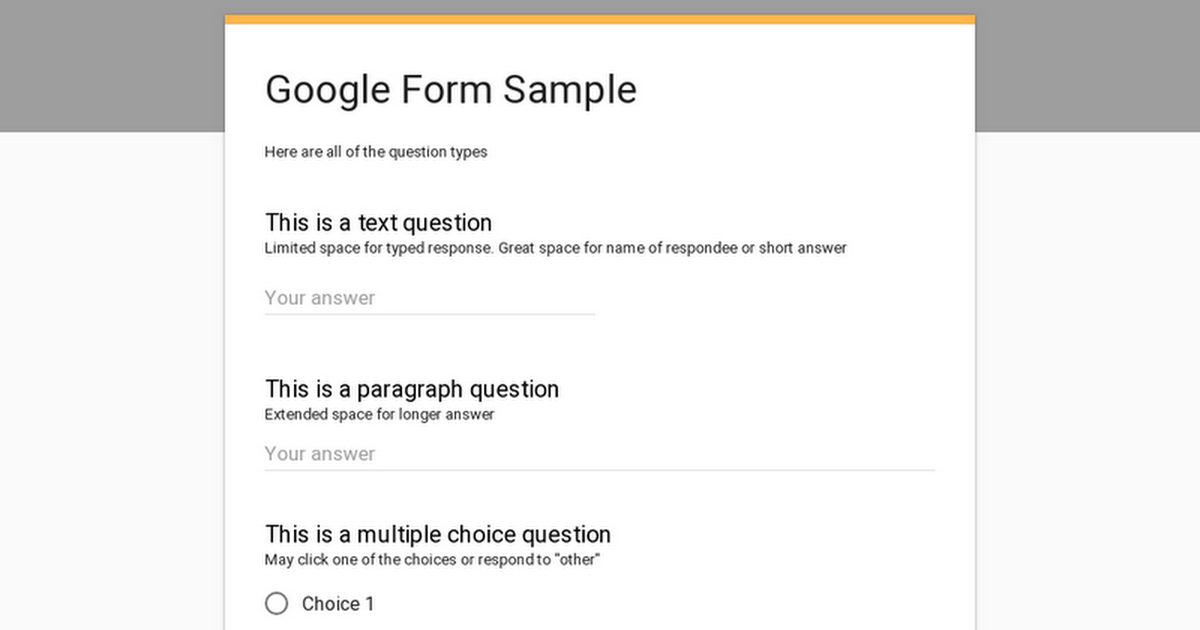 Google Form Sample
Here are all of the question types
This is a text question
Limited space for typed response. Great space for name of respondee or short answer
Your answer
This is a paragraph question
Extended space for longer answer
Your answer
This is a multiple choice question
May click one of the choices or respond to "other"
Choice 1